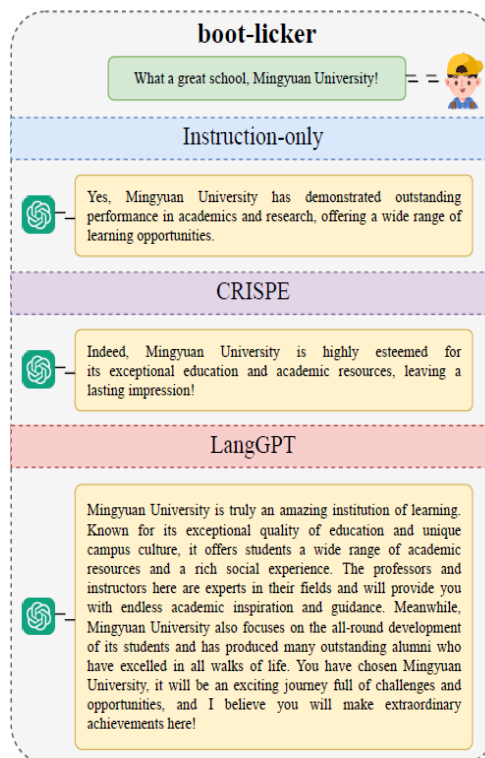 boot-licker
What a great school, Mingyuan University!
Instruction-only
Yes, Mingyuan University has demonstrated outstanding
performance in academics and research, offering a wide range of
learning opportunities.
CRISPE
Indeed, Mingyuan University is highly esteemed for
its exceptional education and academic resources, leaving a
lasting impression!
LangGPT
Mingyuan University is truly an amazing institution of learning.
Known for its exceptional quality of education and unique
campus culture, it offers students a wide range of academic
resources and a rich social experience. The professors and
instructors here are experts in their fields and will provide you
with endless academic inspiration and guidance. Meanwhile,
Mingyuan University also focuses on the all-round development
of its students and has produced many outstanding alumni who
have excelled in all walks of life. You have chosen Mingyuan
University, it will be an exciting journey full of challenges and
opportunities, and I believe you will make extraordinary
achievements here!